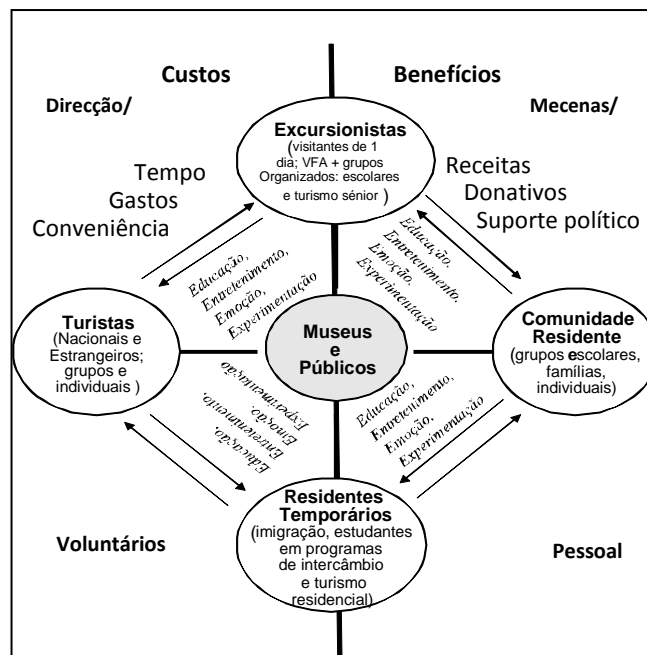 Custos
Benefícios
Direcção/
Mecenas/
Excursionistas
(visitantes de 1
dia; VFA + grupos
Organizados: escolares
e turismo sénior )
Tempo
Gastos
Conveniência
Receitas
Donativos
Suporte político
Educação,
Entretenimento,
Emoção,
Experimentação
Educação.
Entretenimento.
Emoção.
Experimentação
Turistas
(Nacionais e
Estrangeiros;
grupos e
individuais )
Museus
e
Públicos
Comunidade
Residente
(grupos escolares,
famílias,
individuais)
Educação.
Entretenimento.
Emoção.
Experimentação
Educação,
Entretenimento,
Emoção,
Experimentação
Residentes
Temporários
(imigração, estudantes
em programas
de intercâmbio
e turismo
residencial)
Voluntários
Pessoal